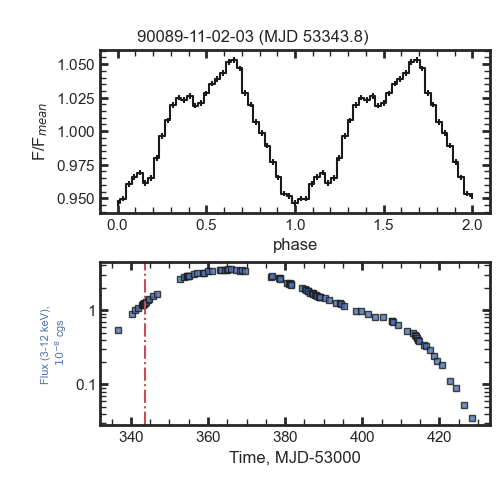 90089-11-02-03 (MJD 53343.8)
1.050
1.025
1.000
0.975
0.950
F/F_mean
0.0 0.5 1.0 1.5 2.0
phase
1
0.1
Flux (3-12 keV),
10⁻⁸ cgs
340 360 380 400 420
Time, MJD-53000